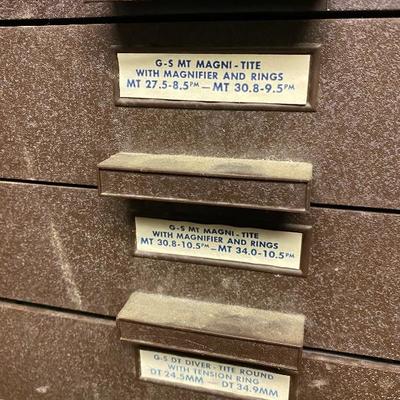 G-S MT MAGNI-TITE
WITH MAGNIFIER AND RINGS
MT 27.5-8.5PM — MT 30.8-9.5PM
G-S MT MAGNI-TITE
WITH MAGNIFIER AND RINGS
MT 30.8-10.5PM — MT 34.0-10.5PM
G-S DT DIVER-TITE ROUND
WITH TENSION RING
DT 24.5MM — DT 34.9MM